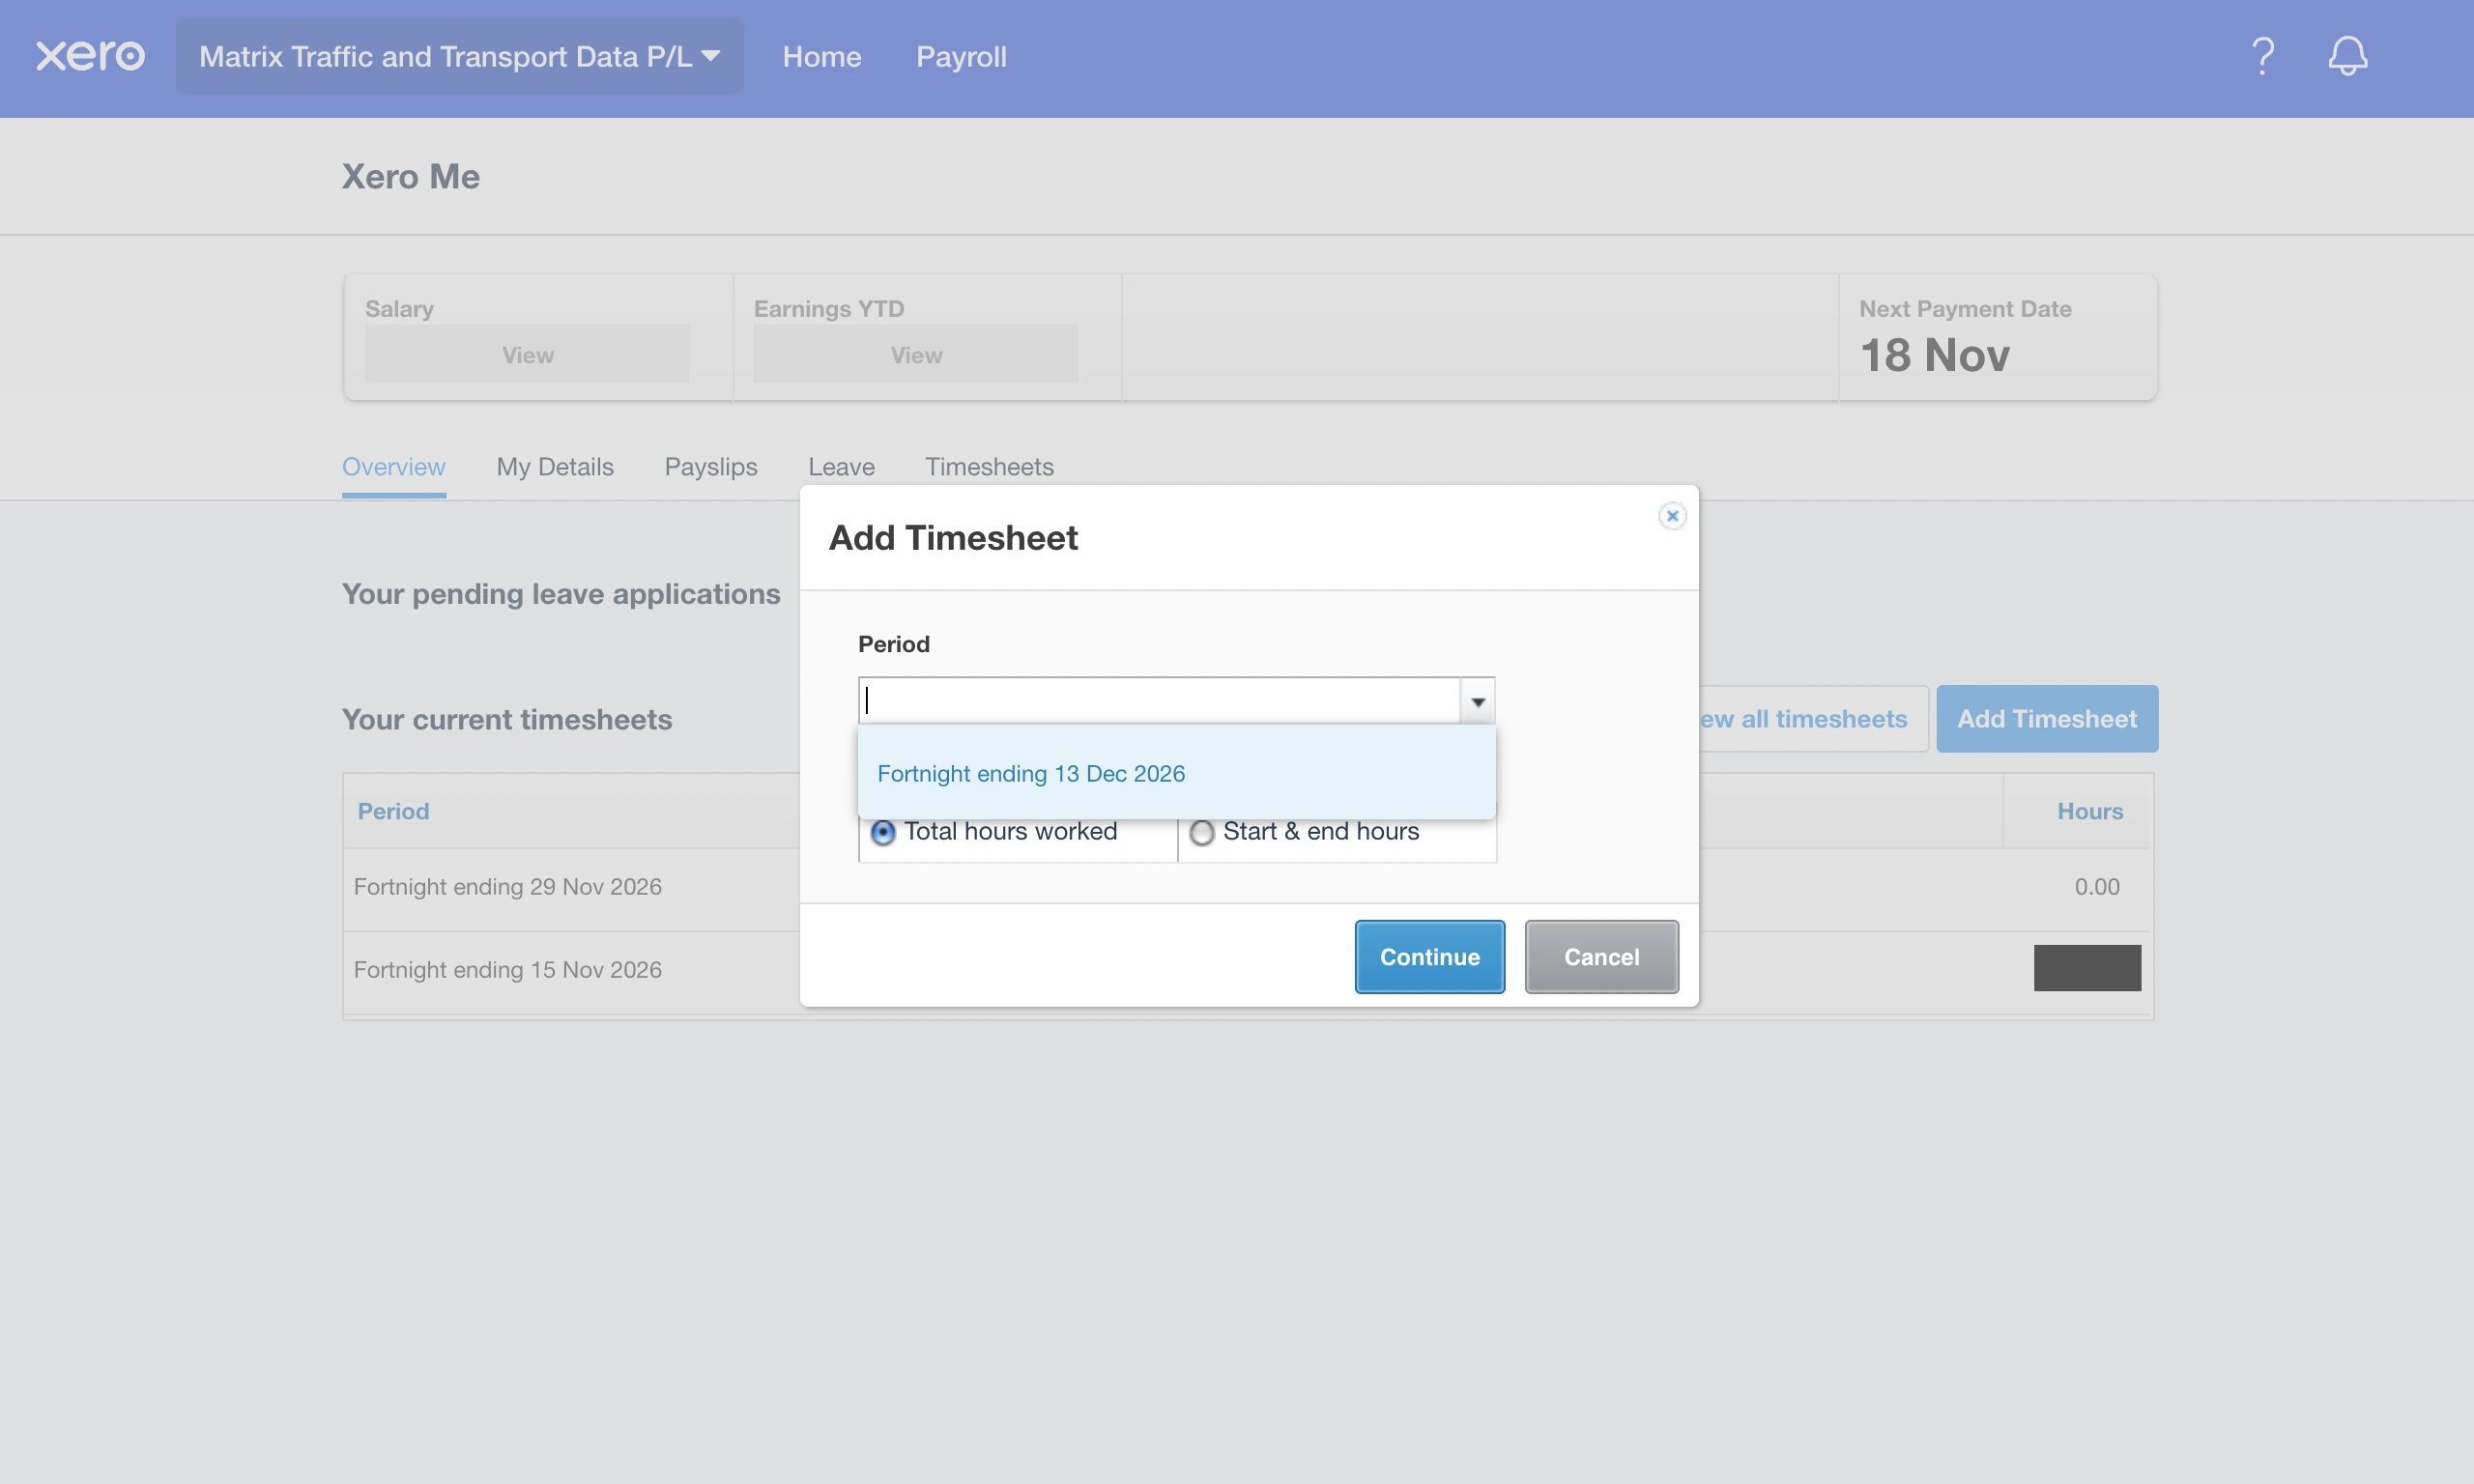 xero Matrix Traffic and Transport Data P/L Home Payroll ?
Xero Me
Salary Earnings YTD Next Payment Date
View View 18 Nov
Overview My Details Payslips Leave Timesheets
Add Timesheet
Your pending leave applications
Period
Your current timesheets ew all timesheets Add Timesheet
Fortnight ending 13 Dec 2026
Period Hours
Total hours worked Start & end hours
Fortnight ending 29 Nov 2026 0.00
Continue Cancel
Fortnight ending 15 Nov 2026